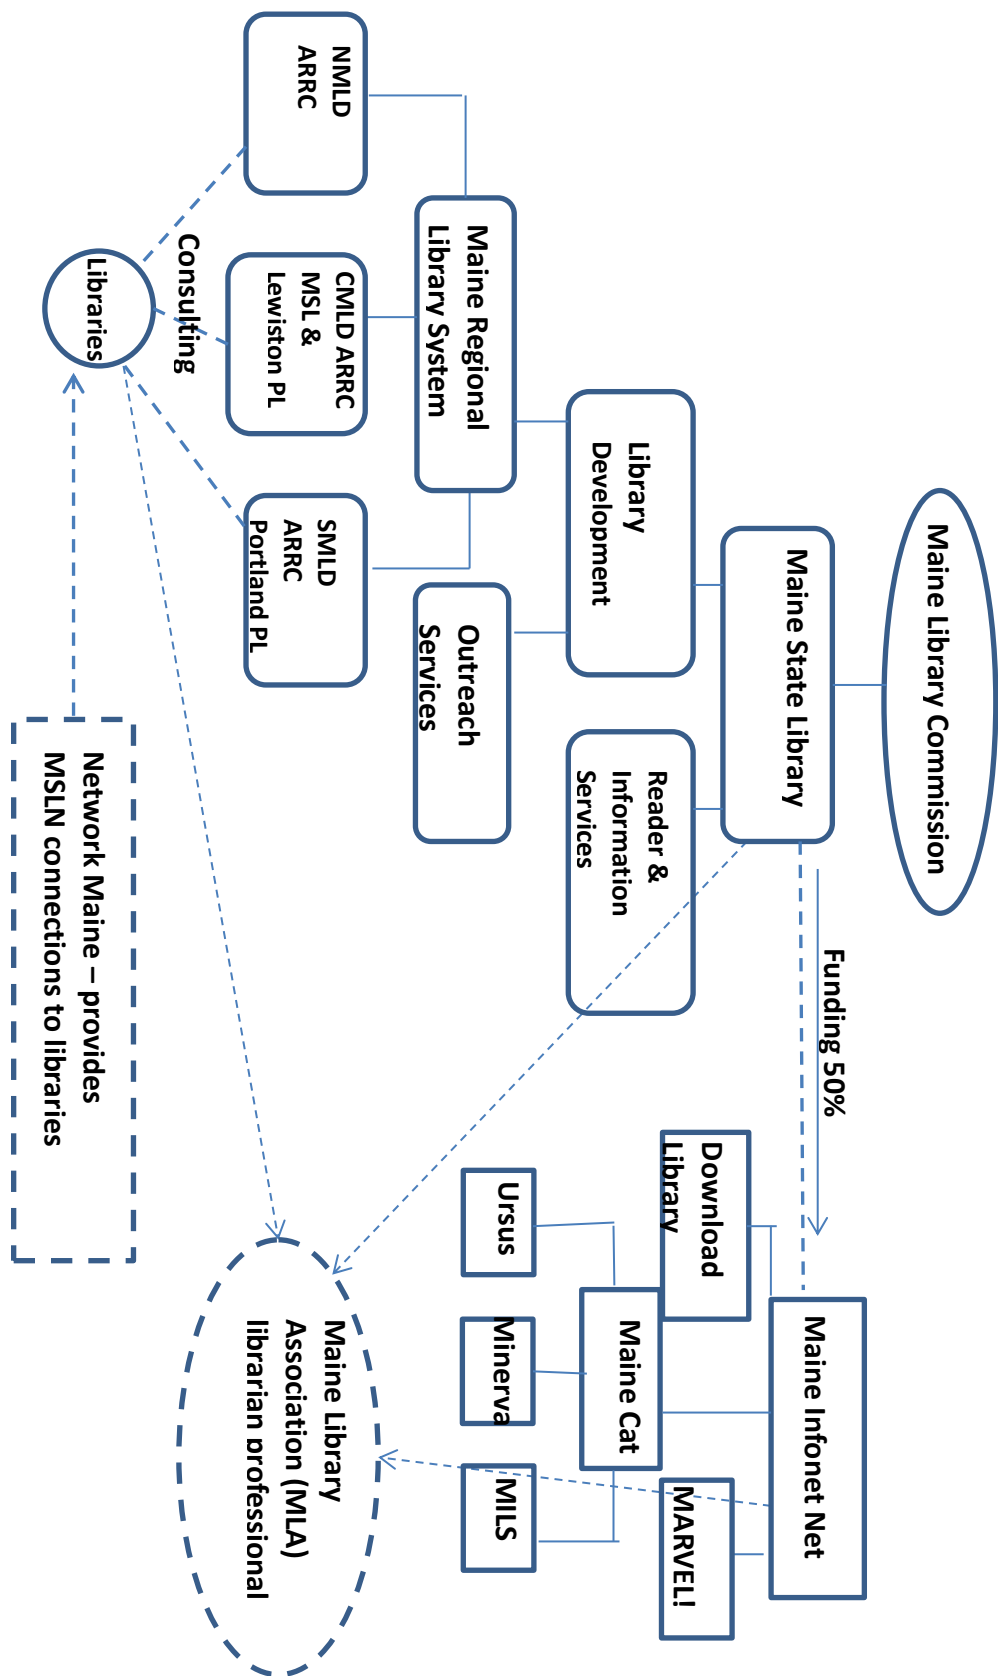 Maine Library Commission
Maine State Library
Funding 50%
Maine Infonet Net
Library
Development
Reader &
Information
Services
Download
Library
Maine Cat
MARVEL!
Maine Regional
Library System
Outreach
Services
Ursus
Minerva
MILS
NMLD
ARRC
CMLD ARRC
MSL &
Lewiston PL
SMLD
ARRC
Portland PL
Consulting
Libraries
Maine Library
Association (MLA)
librarian professional
Network Maine – provides
MSLN connections to libraries